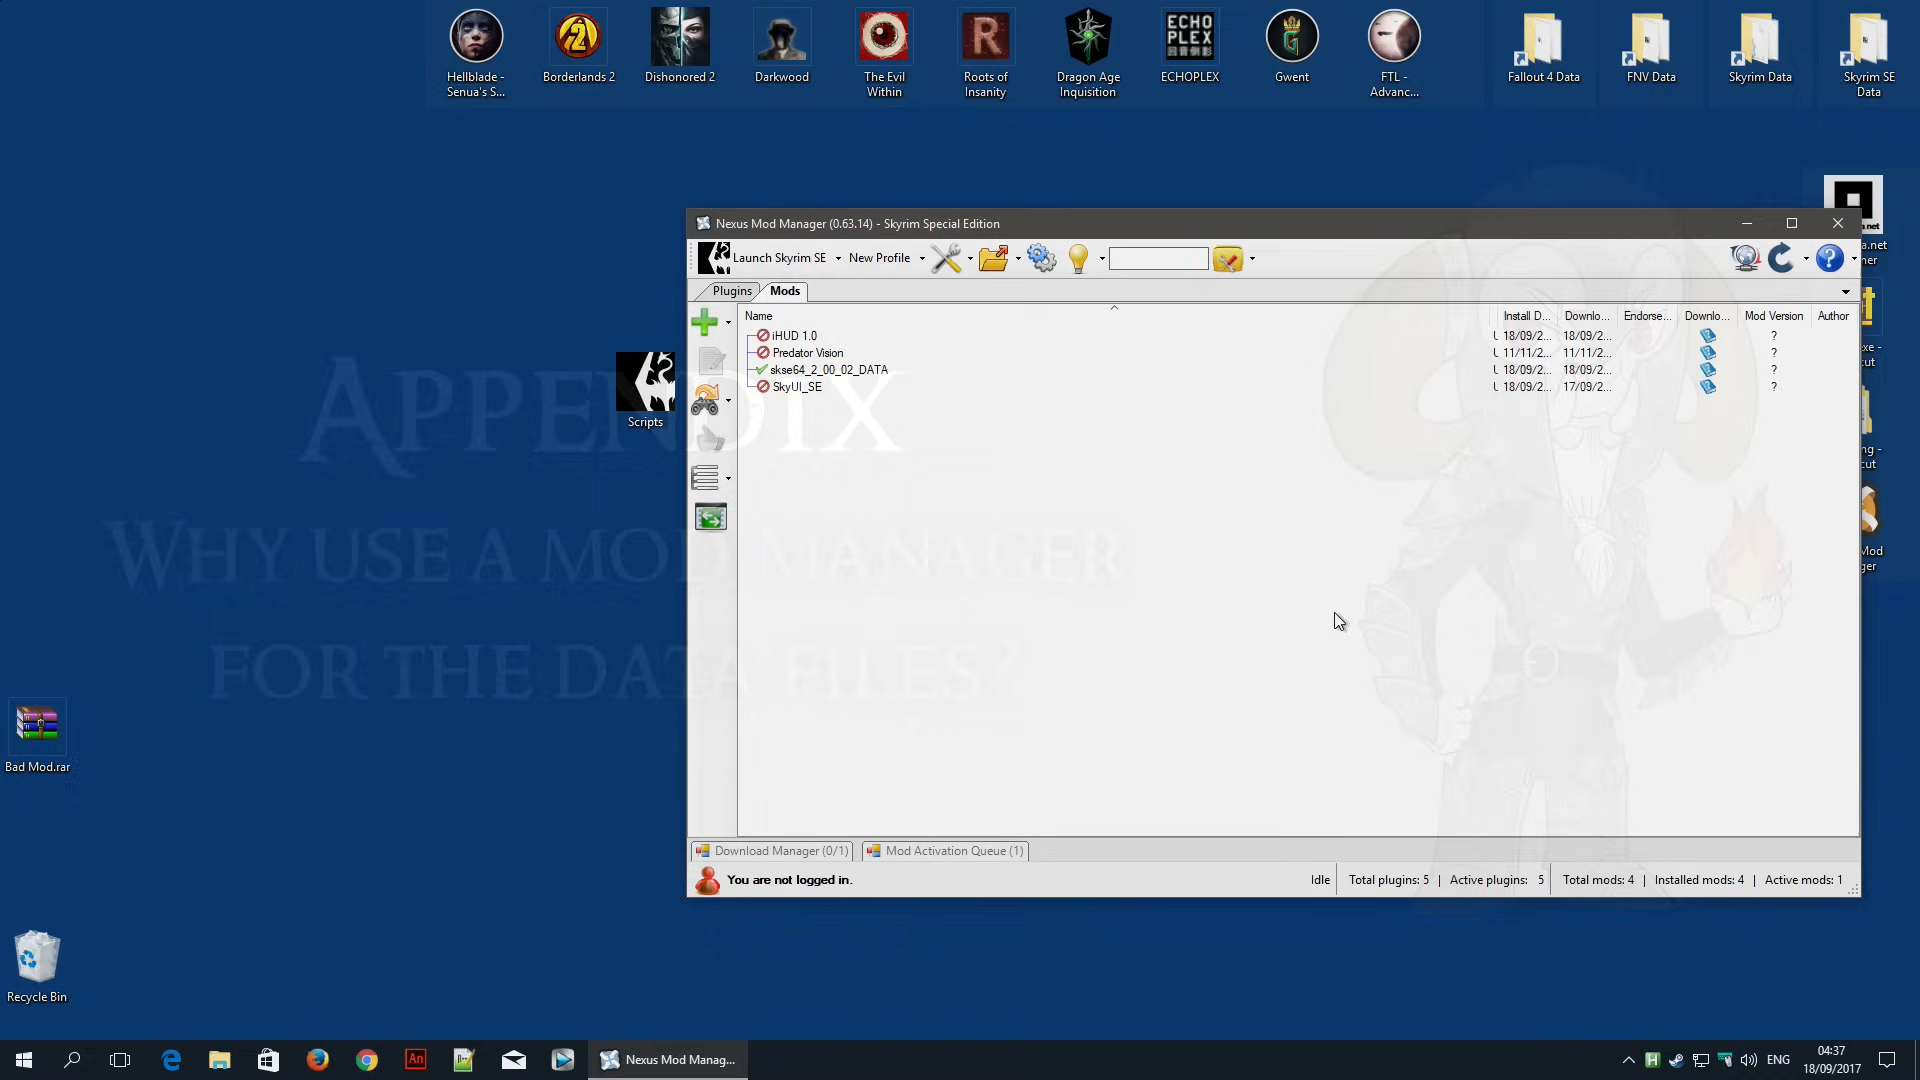 Hellblade -
Senua's S...
Borderlands 2
Dishonored 2
Darkwood
The Evil
Within
Roots of
Insanity
Dragon Age
Inquisition
ECHO
PLEX
ECHOPLEX
Gwent
FTL -
Advanc...
Fallout 4 Data
FNV Data
Skyrim Data
Skyrim SE
Data
Nexus Mod Manager (0.63.14) - Skyrim Special Edition
Launch Skyrim SE
New Profile
Plugins
Mods
Name
Install D...
Downlo...
Endorse...
Downlo...
Mod Version
Author
iHUD 1.0
U 18/09/2...
18/09/2...
?
Predator Vision
U 11/11/2...
11/11/2...
?
skse64_2_00_02_DATA
U 18/09/2...
18/09/2...
?
SkyUI_SE
U 18/09/2...
17/09/2...
?
Appendix
Why use a mod manager
for the data files?
Scripts
Bad Mod.rar
Recycle Bin
Download Manager (0/1)
Mod Activation Queue (1)
You are not logged in.
Idle
Total plugins: 5 | Active plugins: 5
Total mods: 4 | Installed mods: 4 | Active mods: 1
An
Nexus Mod Manag...
ENG
04:37
18/09/2017